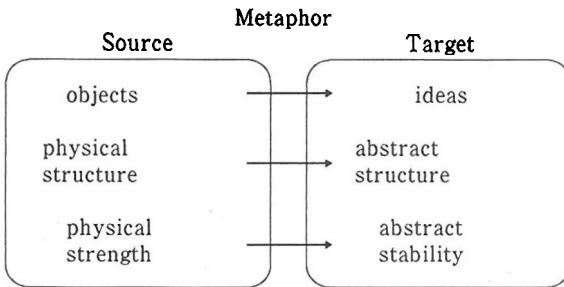 Metaphor
Source Target
objects ideas
physical abstract
structure structure
physical abstract
strength stability